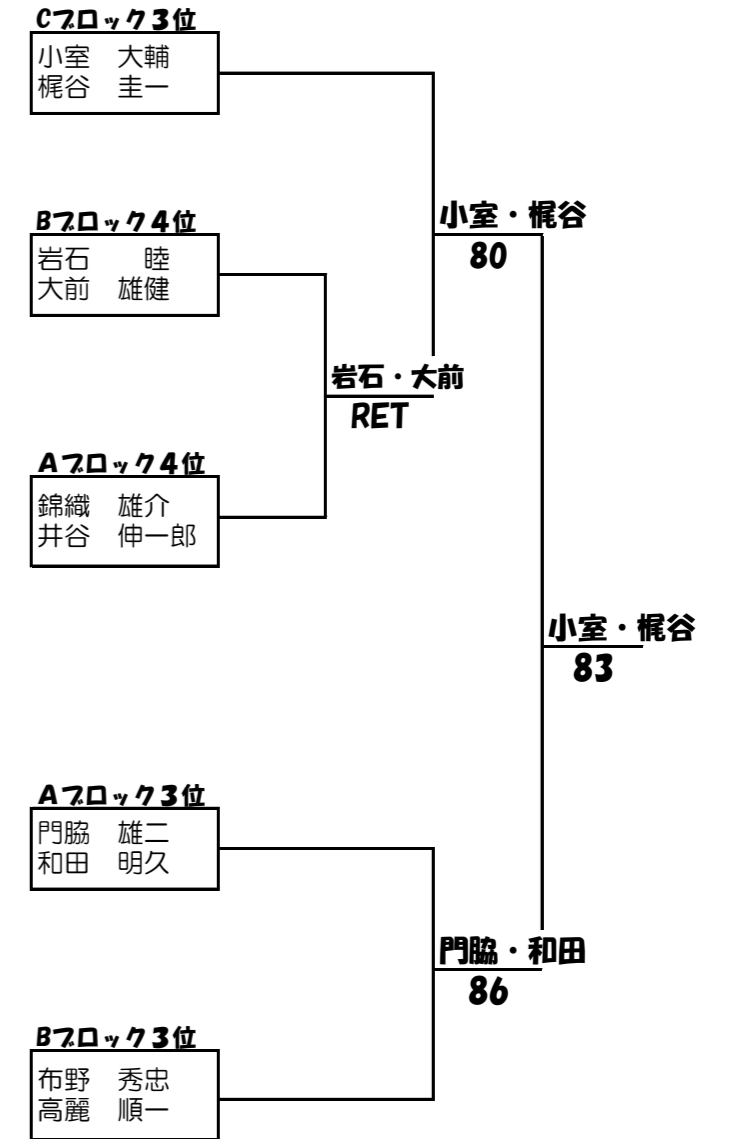 Cブロック3位
小室　大輔
梶谷　圭一
Bブロック4位
岩石　　睦
大前　雄健
小室・梶谷
80
岩石・大前
RET
Aブロック4位
錦織　雄介
井谷　伸一郎
小室・梶谷
83
Aブロック3位
門脇　雄二
和田　明久
門脇・和田
86
Bブロック3位
布野　秀忠
高麗　順一